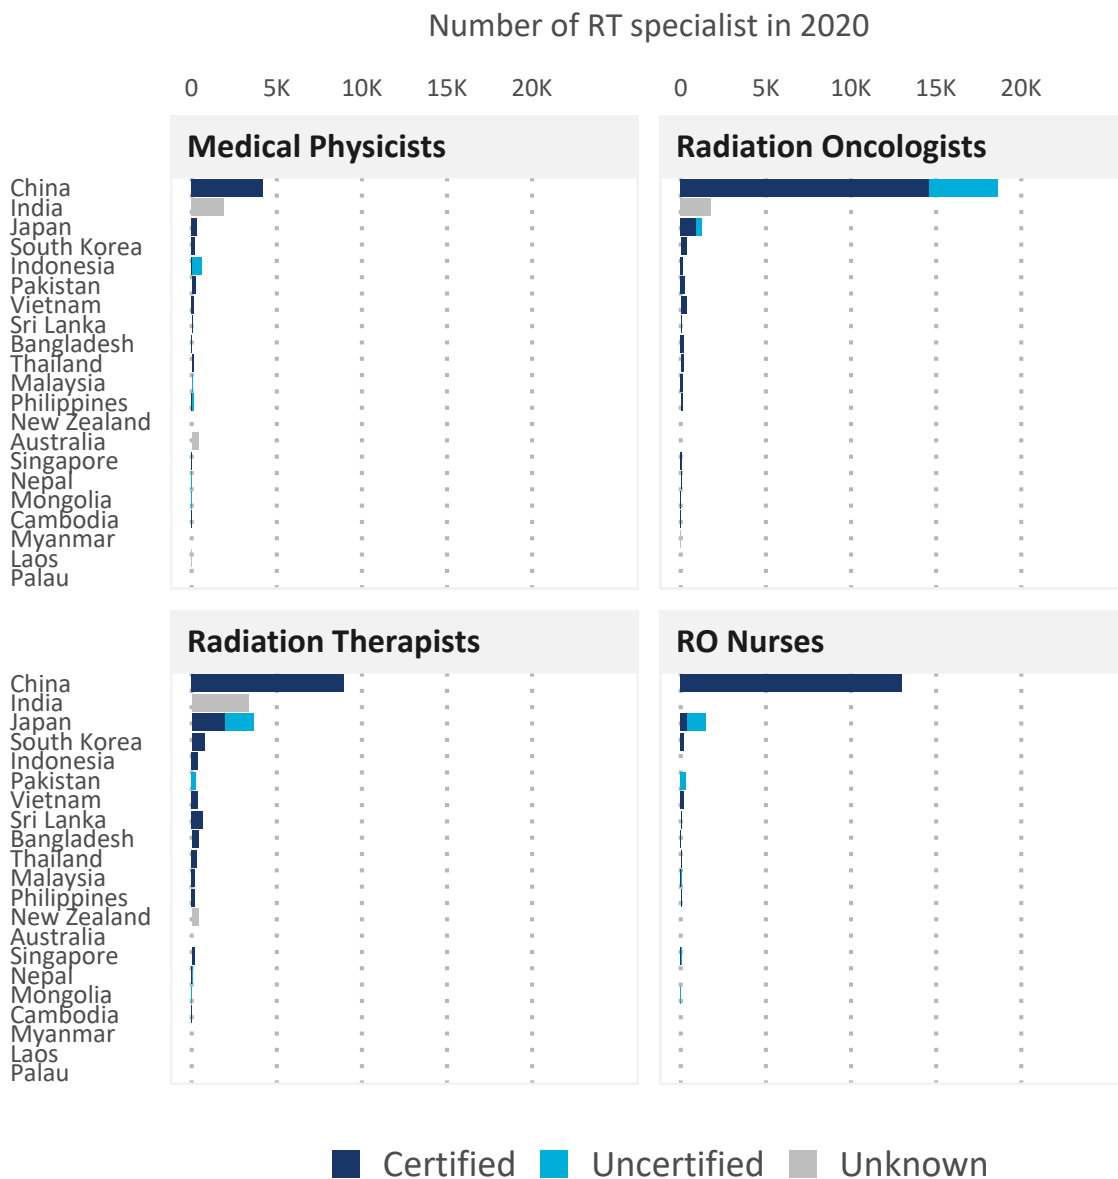 Number of RT specialist in 2020
0 5K 10K 15K 20K 0 5K 10K 15K 20K
Medical Physicists Radiation Oncologists
China
India
Japan
South Korea
Indonesia
Pakistan
Vietnam
Sri Lanka
Bangladesh
Thailand
Malaysia
Philippines
New Zealand
Australia
Singapore
Nepal
Mongolia
Cambodia
Myanmar
Laos
Palau
Radiation Therapists RO Nurses
China
India
Japan
South Korea
Indonesia
Pakistan
Vietnam
Sri Lanka
Bangladesh
Thailand
Malaysia
Philippines
New Zealand
Australia
Singapore
Nepal
Mongolia
Cambodia
Myanmar
Laos
Palau
Certified Uncertified Unknown